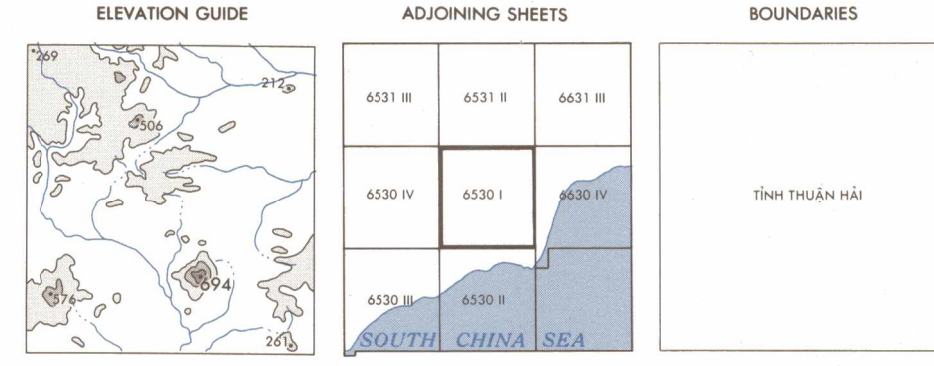 ELEVATION GUIDE
269
212
506
694
576
261
ADJOINING SHEETS
6531 III
6531 II
6631 III
6530 IV
6530 I
6630 IV
6530 III
6530 II
SOUTH CHINA SEA
BOUNDARIES
TỈNH THUẬN HẢI